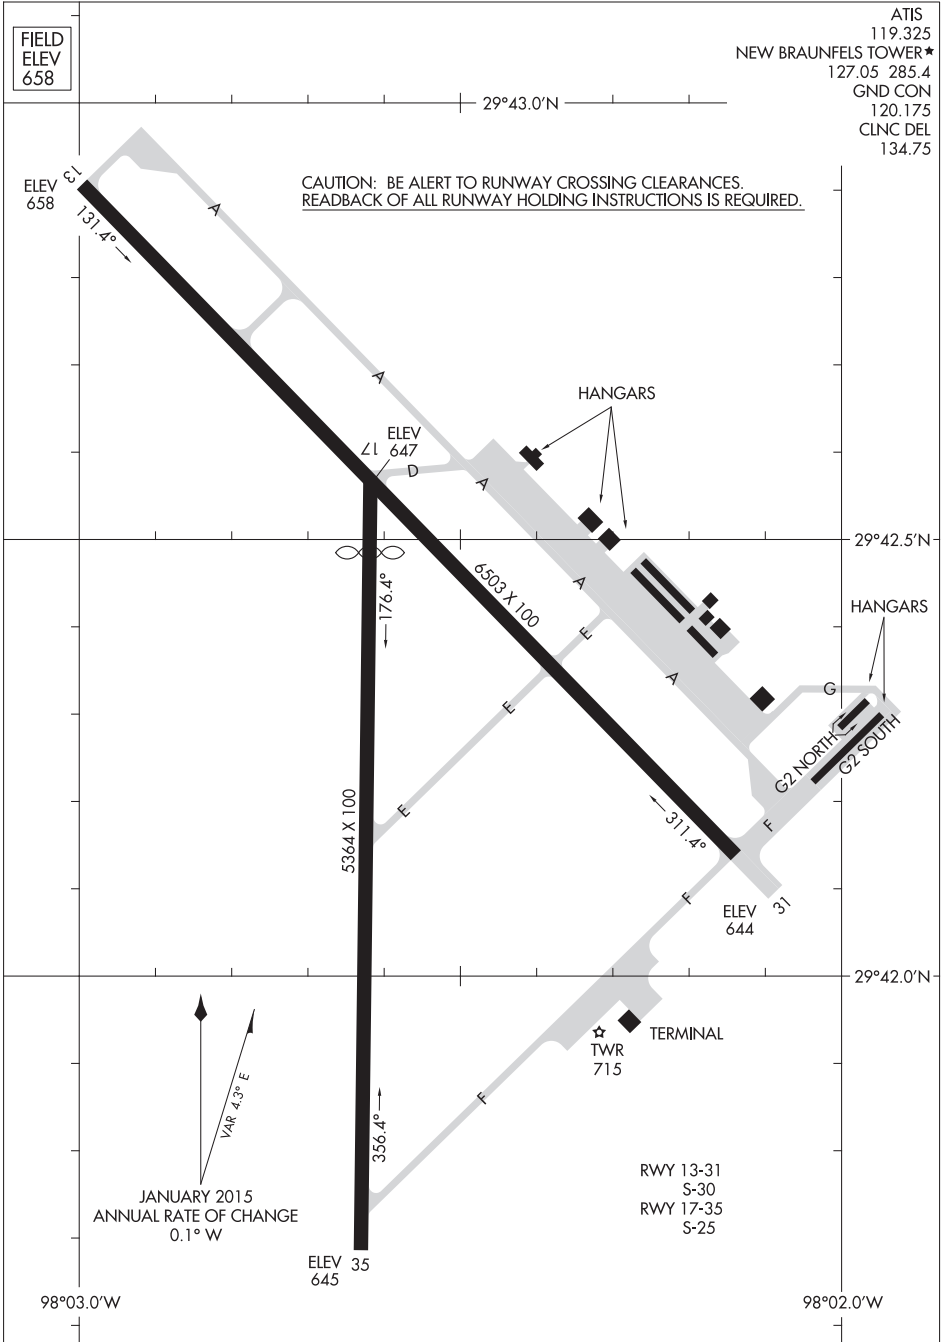 FIELD
ELEV
658
ATIS
119.325
NEW BRAUNFELS TOWER★
127.05 285.4
GND CON
120.175
CLNC DEL
134.75
29°43.0'N
CAUTION: BE ALERT TO RUNWAY CROSSING CLEARANCES.
READBACK OF ALL RUNWAY HOLDING INSTRUCTIONS IS REQUIRED.
ELEV
658
13
131.4°
A
A
HANGARS
ELEV
647
17
D
A
29°42.5'N
6503 X 100
176.4°
A
E
HANGARS
A
E
G
G2 NORTH
G2 SOUTH
5364 X 100
E
311.4°
F
F
ELEV
644
31
29°42.0'N
TERMINAL
TWR
715
VAR 4.3° E
F
356.4°
JANUARY 2015
ANNUAL RATE OF CHANGE
0.1° W
RWY 13-31
S-30
RWY 17-35
S-25
ELEV
645
35
98°03.0'W
98°02.0'W